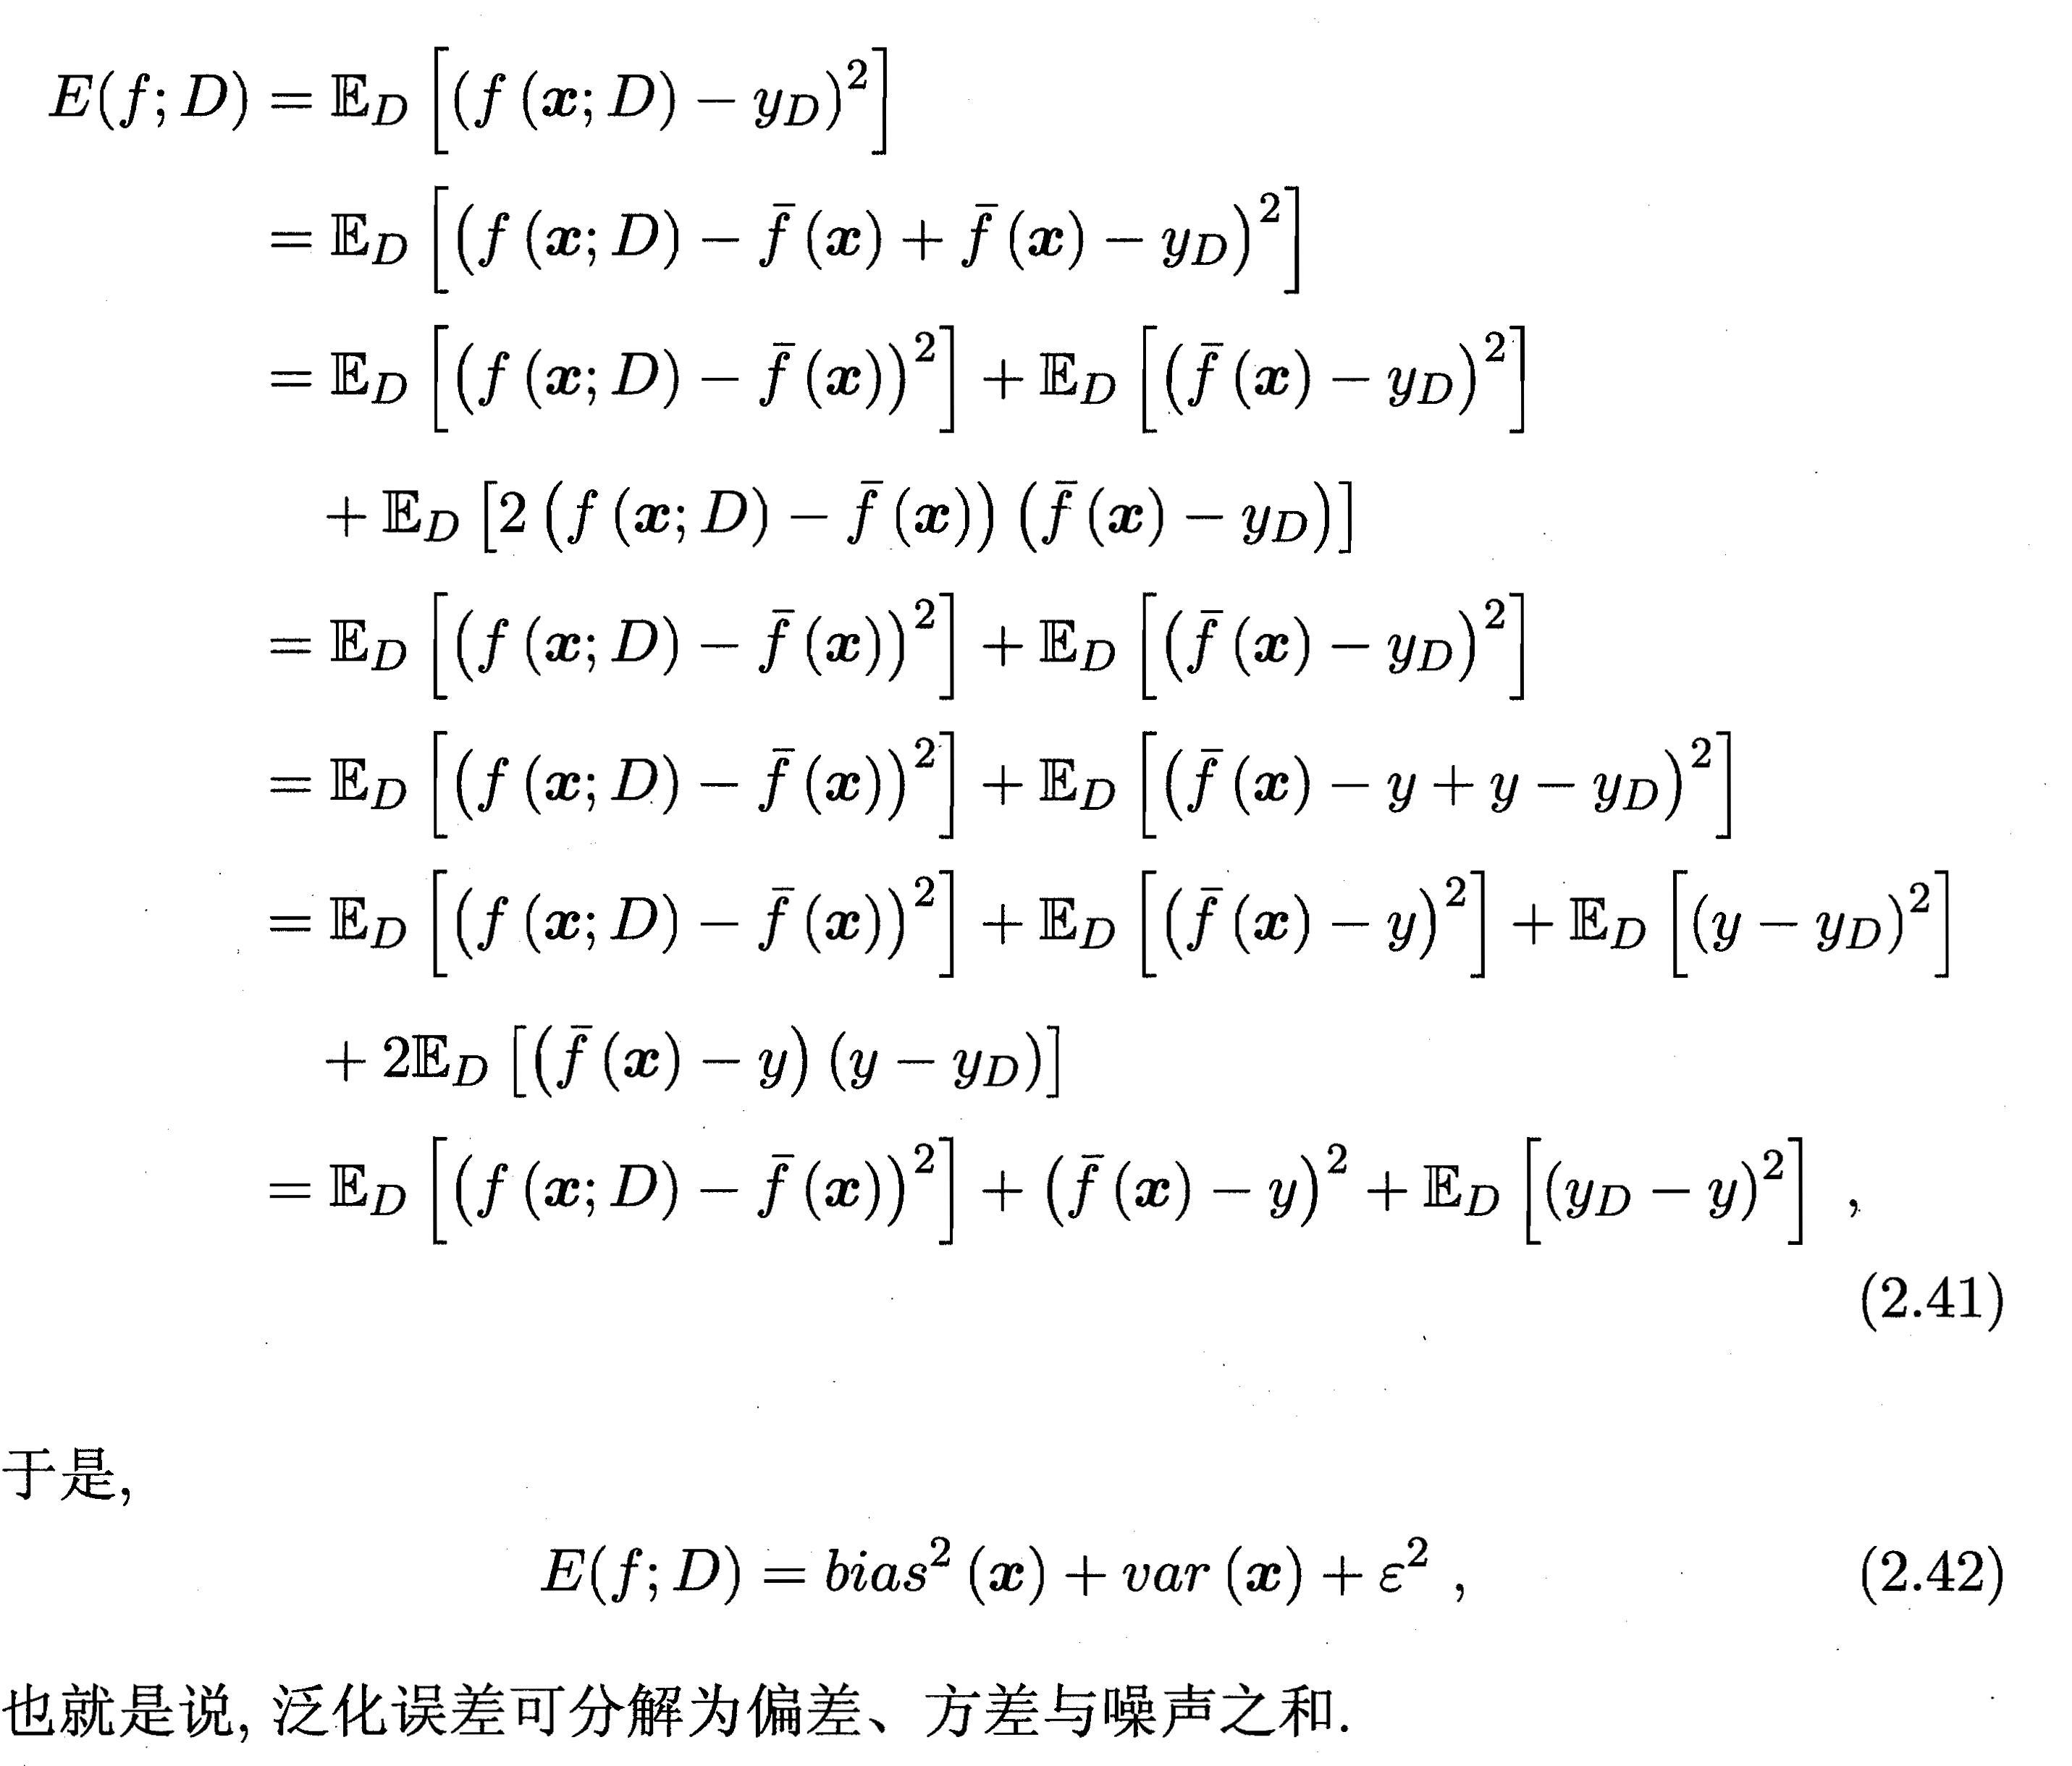 E(f; D) = 𝔼_D [(f (𝒙; D) − y_D)²]
= 𝔼_D [(f (𝒙; D) − f̄ (𝒙) + f̄ (𝒙) − y_D)²]
= 𝔼_D [(f (𝒙; D) − f̄ (𝒙))²] + 𝔼_D [(f̄ (𝒙) − y_D)²]
+ 𝔼_D [2 (f (𝒙; D) − f̄ (𝒙)) (f̄ (𝒙) − y_D)]
= 𝔼_D [(f (𝒙; D) − f̄ (𝒙))²] + 𝔼_D [(f̄ (𝒙) − y_D)²]
= 𝔼_D [(f (𝒙; D) − f̄ (𝒙))²] + 𝔼_D [(f̄ (𝒙) − y + y − y_D)²]
= 𝔼_D [(f (𝒙; D) − f̄ (𝒙))²] + 𝔼_D [(f̄ (𝒙) − y)²] + 𝔼_D [(y − y_D)²]
+ 2𝔼_D [(f̄ (𝒙) − y) (y − y_D)]
= 𝔼_D [(f (𝒙; D) − f̄ (𝒙))²] + (f̄ (𝒙) − y)² + 𝔼_D [(y_D − y)²] ,
(2.41)
于是,
E(f; D) = bias² (𝒙) + var (𝒙) + ε² , (2.42)
也就是说, 泛化误差可分解为偏差、方差与噪声之和.